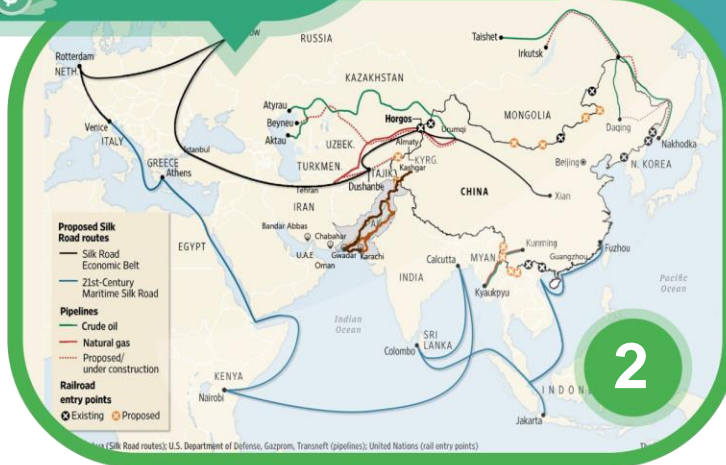 RUSSIA
Taishet
Irkutsk
Rotterdam
NETH.
KAZAKHSTAN
Atyrau
Beyneu
Aktau
Horgos
Urumqi
MONGOLIA
Daqing
Nakhodka
Venice
ITALY
Istanbul
UZBEK.
Almaty
KYRG.
TURKMEN.
TAJIK.
Kashgar
Dushanbe
Beijing
N. KOREA
GREECE
Athens
Tehran
IRAN
CHINA
Xian
Proposed Silk
Road routes
Silk Road
Economic Belt
21st-Century
Maritime Silk Road
Pipelines
Crude oil
Natural gas
Proposed/
under construction
Railroad
entry points
Existing
Proposed
EGYPT
Bandar Abbas
Chabahar
U.A.E
Oman
Gwadar
Karachi
INDIA
Calcutta
MYAN.
Kunming
Guangzhou
Fuzhou
Kyaukpyu
Pacific
Ocean
Indian
Ocean
SRI
LANKA
Colombo
KENYA
Nairobi
Jakarta
2
(Silk Road routes); U.S. Department of Defense, Gazprom, Transneft (pipelines); United Nations (rail entry points)